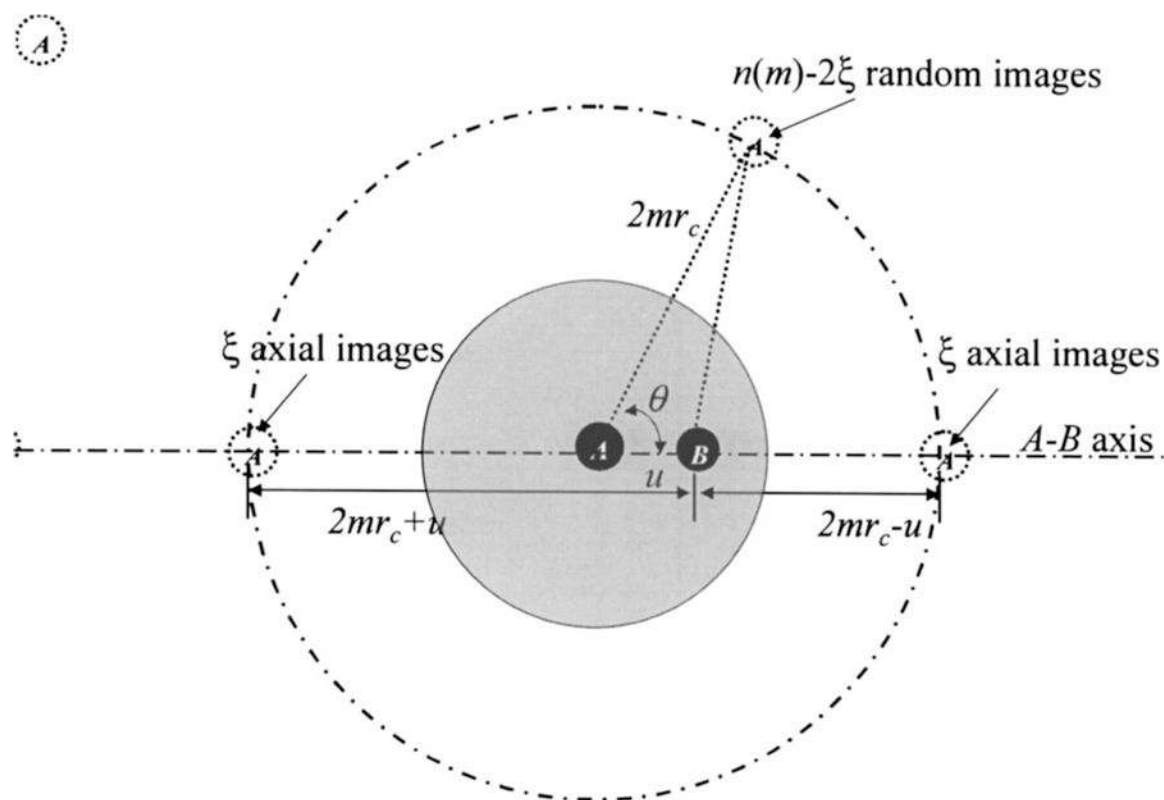 A
n(m)-2ξ random images
A
2mr_c
ξ axial images
ξ axial images
θ
A
A
B
A
A-B axis
u
2mr_c+u
2mr_c-u